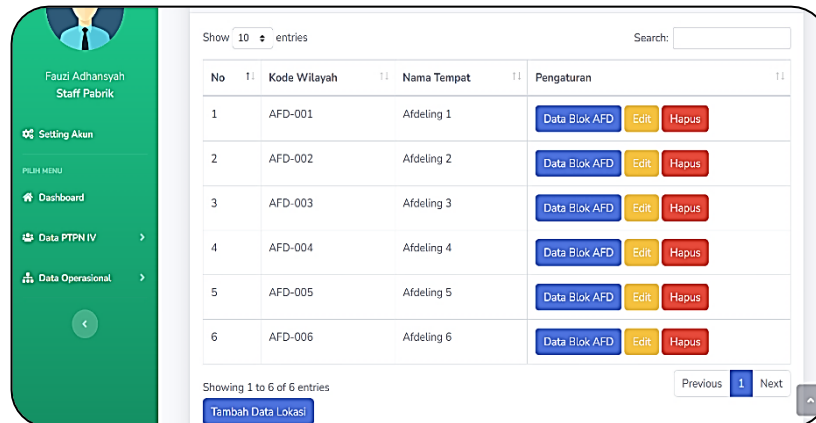 Fauzi Adhansyah
Staff Pabrik
Setting Akun
PILIH MENU
Dashboard
Data PTPN IV
Data Operasional
Show 10 entries
Search:
No Kode Wilayah Nama Tempat Pengaturan
1 AFD-001 Afdeling 1 Data Blok AFD Edit Hapus
2 AFD-002 Afdeling 2 Data Blok AFD Edit Hapus
3 AFD-003 Afdeling 3 Data Blok AFD Edit Hapus
4 AFD-004 Afdeling 4 Data Blok AFD Edit Hapus
5 AFD-005 Afdeling 5 Data Blok AFD Edit Hapus
6 AFD-006 Afdeling 6 Data Blok AFD Edit Hapus
Showing 1 to 6 of 6 entries
Previous 1 Next
Tambah Data Lokasi